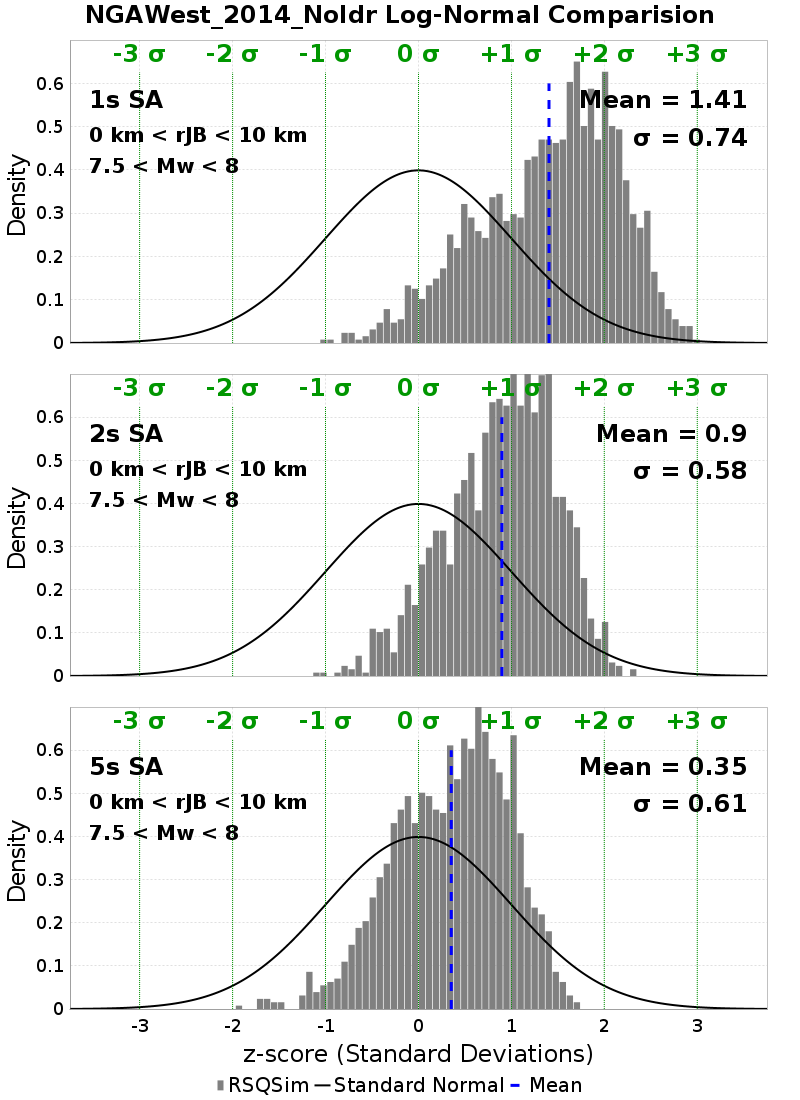 NGAWest_2014_NoIdr Log-Normal Comparision
-3 σ -2 σ -1 σ 0 σ +1 σ +2 σ +3 σ
1s SA
Mean = 1.41
0 km < rJB < 10 km
σ = 0.74
7.5 < Mw < 8
0.6
0.5
0.4
0.3
0.2
0.1
0
Density
-3 σ -2 σ -1 σ 0 σ +1 σ +2 σ +3 σ
2s SA
Mean = 0.9
0 km < rJB < 10 km
σ = 0.58
7.5 < Mw < 8
0.6
0.5
0.4
0.3
0.2
0.1
0
Density
-3 σ -2 σ -1 σ 0 σ +1 σ +2 σ +3 σ
5s SA
Mean = 0.35
0 km < rJB < 10 km
σ = 0.61
7.5 < Mw < 8
0.6
0.5
0.4
0.3
0.2
0.1
0
Density
-3 -2 -1 0 1 2 3
z-score (Standard Deviations)
RSQSim Standard Normal Mean